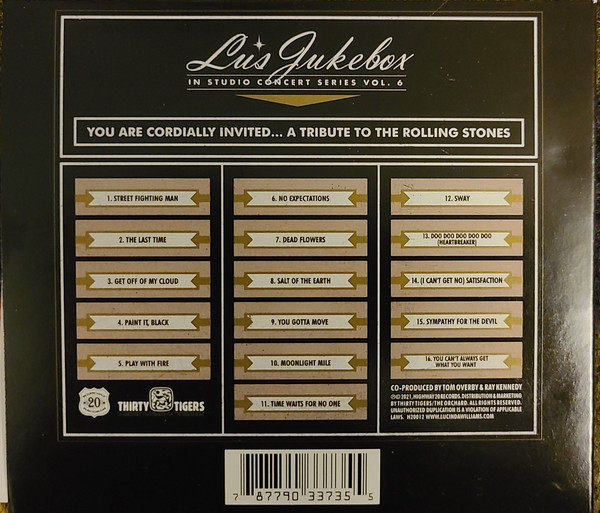 Lu's Jukebox
IN STUDIO CONCERT SERIES VOL. 6
YOU ARE CORDIALLY INVITED... A TRIBUTE TO THE ROLLING STONES
1. STREET FIGHTING MAN
2. THE LAST TIME
3. GET OFF OF MY CLOUD
4. PAINT IT, BLACK
5. PLAY WITH FIRE
6. NO EXPECTATIONS
7. DEAD FLOWERS
8. SALT OF THE EARTH
9. YOU GOTTA MOVE
10. MOONLIGHT MILE
11. TIME WAITS FOR NO ONE
12. SWAY
13. DOO DOO DOO DOO DOO
(HEARTBREAKER)
14. (I CAN'T GET NO) SATISFACTION
15. SYMPATHY FOR THE DEVIL
16. YOU CAN'T ALWAYS GET
WHAT YOU WANT
20
THIRTY TIGERS
CO-PRODUCED BY TOM OVERBY & RAY KENNEDY
℗© 2021, HIGHWAY 20 RECORDS. DISTRIBUTION & MARKETING
BY THIRTY TIGERS/THE ORCHARD. ALL RIGHTS RESERVED.
UNAUTHORIZED DUPLICATION IS A VIOLATION OF APPLICABLE
LAWS. H20012 WWW.LUCINDAWILLIAMS.COM
7 87790 33735 5